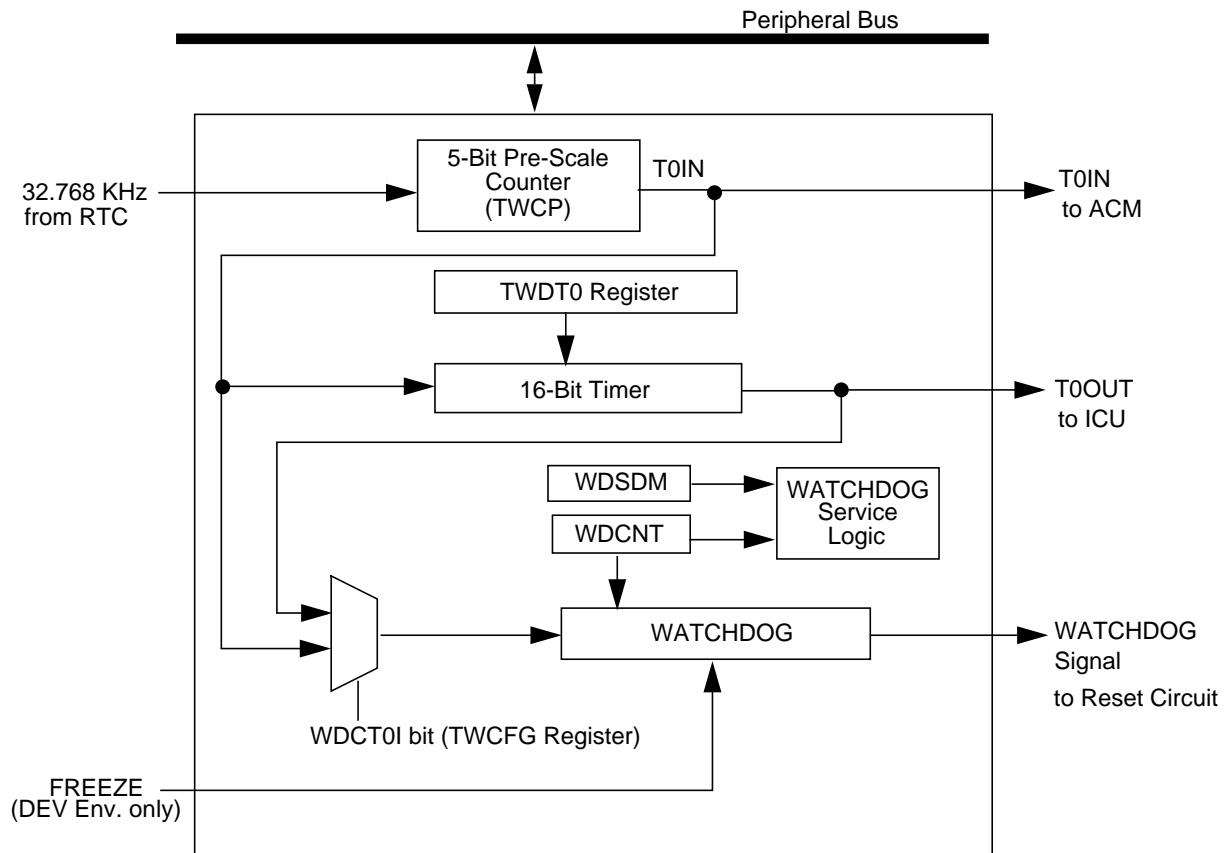 Peripheral Bus
5-Bit Pre-Scale
Counter
(TWCP)
T0IN
32.768 KHz
from RTC
T0IN
to ACM
TWDT0 Register
16-Bit Timer
T0OUT
to ICU
WDSDM
WDCNT
WATCHDOG
Service
Logic
WATCHDOG
WATCHDOG
Signal
to Reset Circuit
WDCT0I bit (TWCFG Register)
FREEZE
(DEV Env. only)